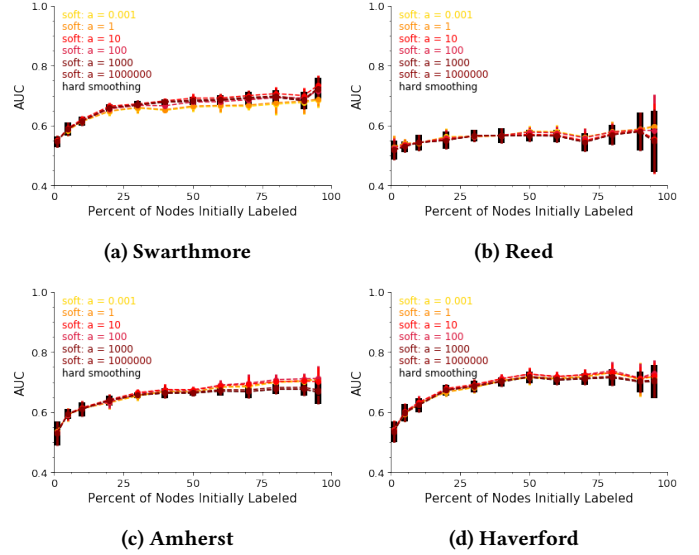 1.0
0.8
0.6
0.4
AUC
soft: a = 0.001
soft: a = 1
soft: a = 10
soft: a = 100
soft: a = 1000
soft: a = 1000000
hard smoothing
0 25 50 75 100
Percent of Nodes Initially Labeled
(a) Swarthmore
1.0
0.8
0.6
0.4
AUC
soft: a = 0.001
soft: a = 1
soft: a = 10
soft: a = 100
soft: a = 1000
soft: a = 1000000
hard smoothing
0 25 50 75 100
Percent of Nodes Initially Labeled
(b) Reed
1.0
0.8
0.6
0.4
AUC
soft: a = 0.001
soft: a = 1
soft: a = 10
soft: a = 100
soft: a = 1000
soft: a = 1000000
hard smoothing
0 25 50 75 100
Percent of Nodes Initially Labeled
(c) Amherst
1.0
0.8
0.6
0.4
AUC
soft: a = 0.001
soft: a = 1
soft: a = 10
soft: a = 100
soft: a = 1000
soft: a = 1000000
hard smoothing
0 25 50 75 100
Percent of Nodes Initially Labeled
(d) Haverford